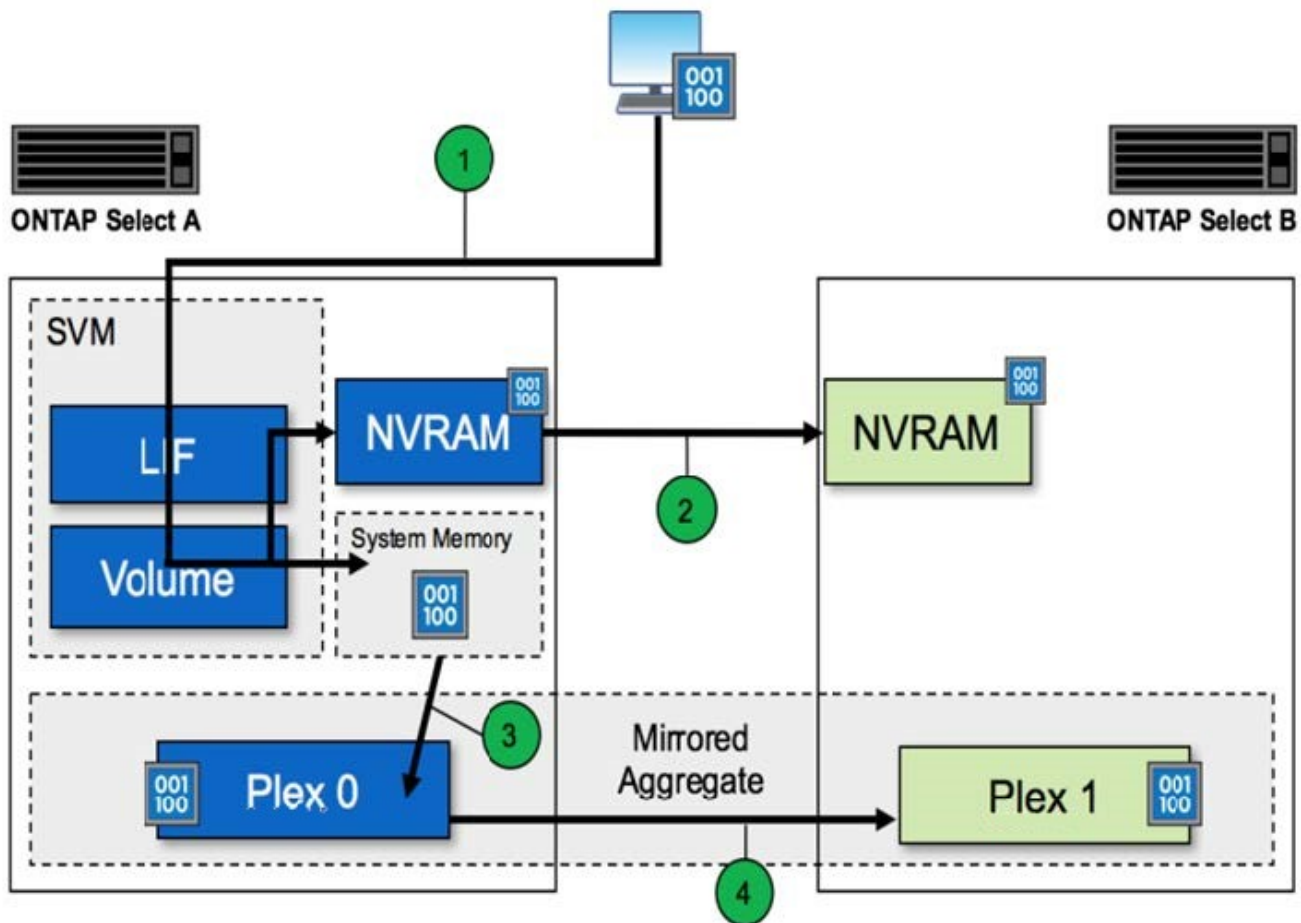 001
100
1
ONTAP Select A
ONTAP Select B
SVM
LIF
Volume
NVRAM
001
100
2
NVRAM
001
100
System Memory
001
100
3
Mirrored
Aggregate
001
100
Plex 0
Plex 1
001
100
4